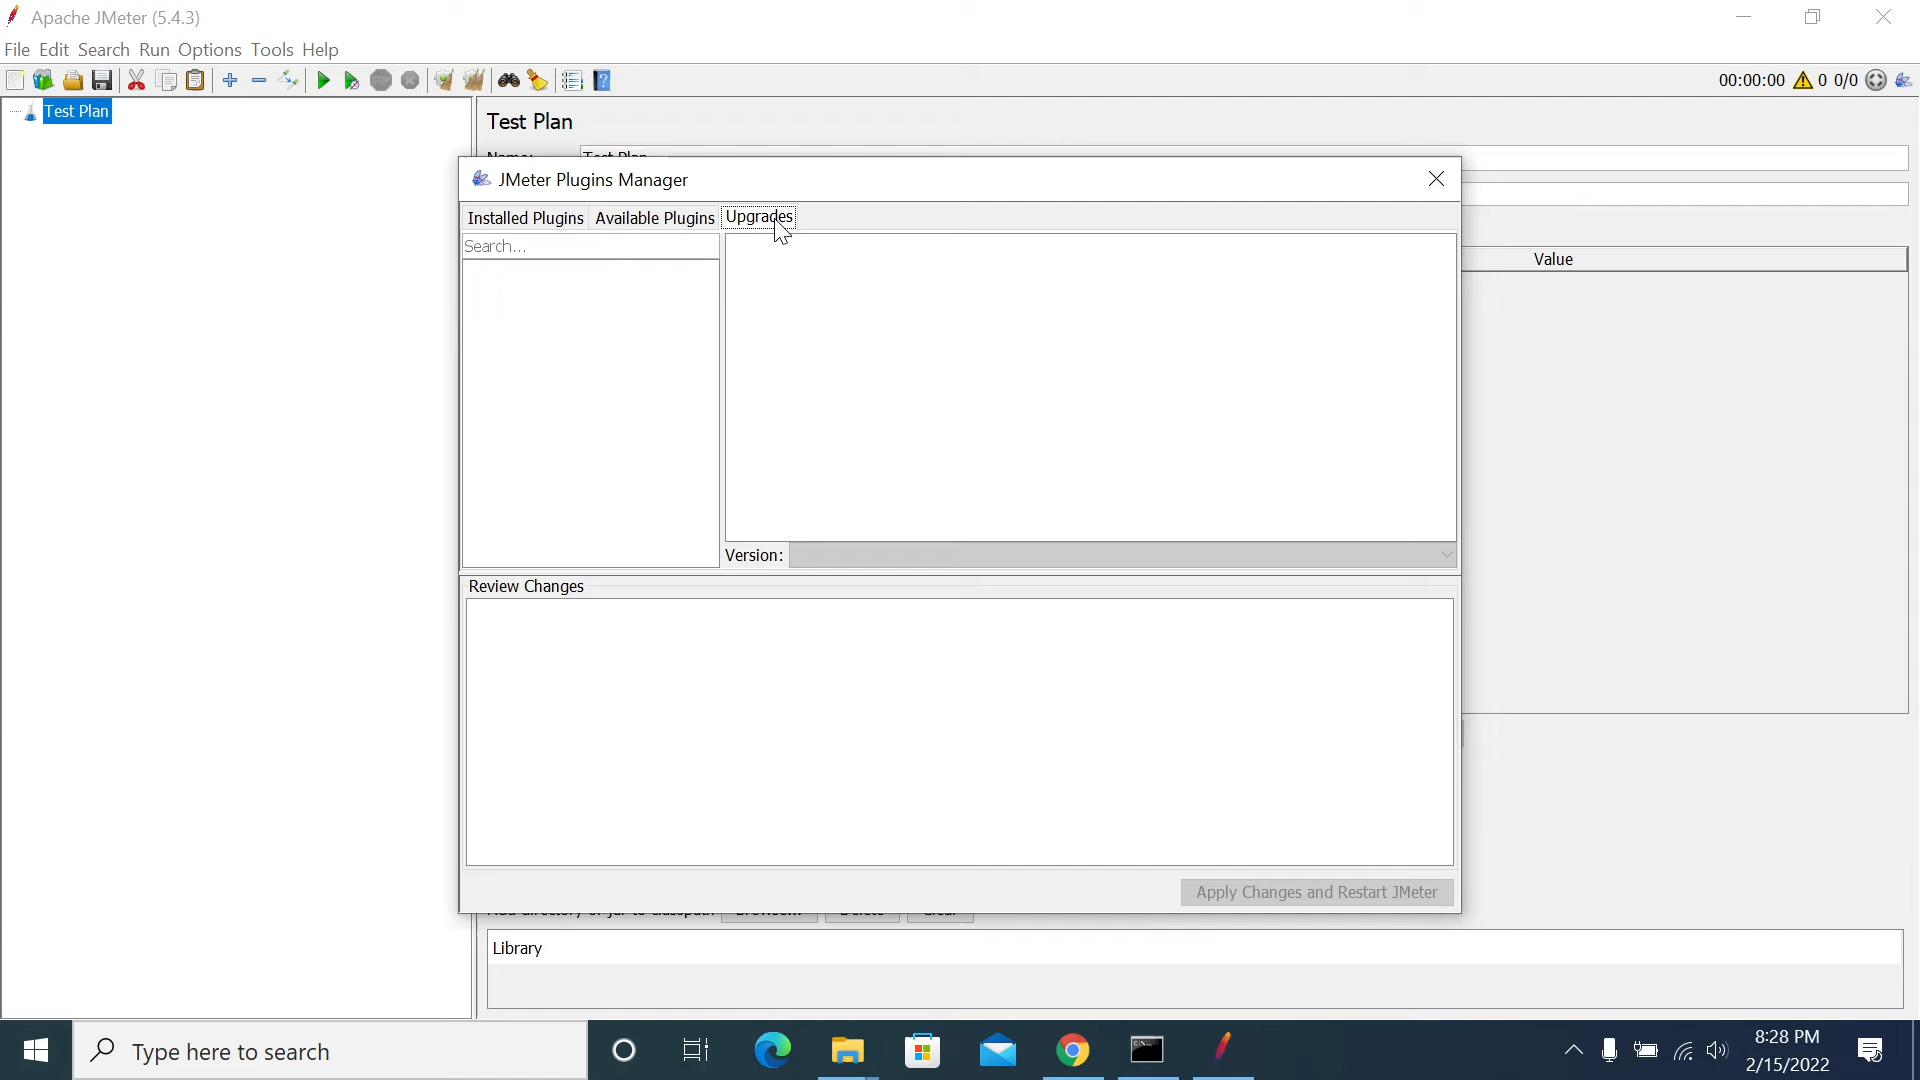 Apache JMeter (5.4.3)
File Edit Search Run Options Tools Help
00:00:00 0 0/0
Test Plan
Test Plan
Name: Test Plan
JMeter Plugins Manager
Installed Plugins Available Plugins Upgrades
Search...
Value
Version:
Review Changes
Apply Changes and Restart JMeter
Add directory or jar to classpath Browse... Delete Clear
Library
Type here to search
8:28 PM
2/15/2022